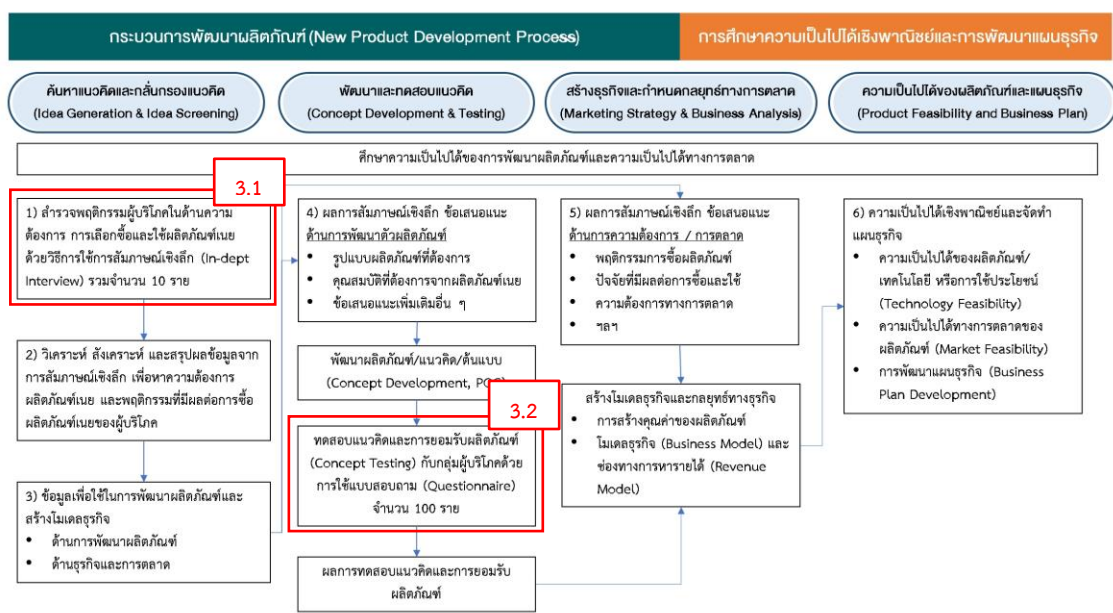 กระบวนการพัฒนาผลิตภัณฑ์ (New Product Development Process)
การศึกษาความเป็นไปได้เชิงพาณิชย์และการพัฒนาแผนธุรกิจ
ค้นหาแนวคิดและกลั่นกรองแนวคิด
(Idea Generation & Idea Screening)
พัฒนาและทดสอบแนวคิด
(Concept Development & Testing)
สร้างธุรกิจและกำหนดกลยุทธ์ทางการตลาด
(Marketing Strategy & Business Analysis)
ความเป็นไปได้ของผลิตภัณฑ์และแผนธุรกิจ
(Product Feasibility and Business Plan)
ศึกษาความเป็นไปได้ของการพัฒนาผลิตภัณฑ์และความเป็นไปได้ทางการตลาด
3.1
1) สำรวจพฤติกรรมผู้บริโภคในด้านความ
ต้องการ การเลือกซื้อและใช้ผลิตภัณฑ์เนย
ด้วยวิธีการใช้การสัมภาษณ์เชิงลึก (In-dept
Interview) รวมจำนวน 10 ราย
2) วิเคราะห์ สังเคราะห์ และสรุปผลข้อมูลจาก
การสัมภาษณ์เชิงลึก เพื่อหาความต้องการ
ผลิตภัณฑ์เนย และพฤติกรรมที่มีผลต่อการซื้อ
ผลิตภัณฑ์เนยของผู้บริโภค
3) ข้อมูลเพื่อใช้ในการพัฒนาผลิตภัณฑ์และ
สร้างโมเดลธุรกิจ
• ด้านการพัฒนาผลิตภัณฑ์
• ด้านธุรกิจและการตลาด
4) ผลการสัมภาษณ์เชิงลึก ข้อเสนอแนะ
ด้านการพัฒนาตัวผลิตภัณฑ์
• รูปแบบผลิตภัณฑ์ที่ต้องการ
• คุณสมบัติที่ต้องการจากผลิตภัณฑ์เนย
• ข้อเสนอแนะเพิ่มเติมอื่น ๆ
พัฒนาผลิตภัณฑ์/แนวคิด/ต้นแบบ
(Concept Development,
3.2
ทดสอบแนวคิดและการยอมรับผลิตภัณฑ์
(Concept Testing) กับกลุ่มผู้บริโภคด้วย
การใช้แบบสอบถาม (Questionnaire)
จำนวน 100 ราย
ผลการทดสอบแนวคิดและการยอมรับ
ผลิตภัณฑ์
5) ผลการสัมภาษณ์เชิงลึก ข้อเสนอแนะ
ด้านการความต้องการ / การตลาด
• พฤติกรรมการซื้อผลิตภัณฑ์
• ปัจจัยที่มีผลต่อการซื้อและใช้
• ความต้องการทางการตลาด
• ฯลฯ
สร้างโมเดลธุรกิจและกลยุทธ์ทางธุรกิจ
• การสร้างคุณค่าของผลิตภัณฑ์
• โมเดลธุรกิจ (Business Model) และ
ช่องทางการหารายได้ (Revenue
Model)
6) ความเป็นไปได้เชิงพาณิชย์และจัดทำ
แผนธุรกิจ
• ความเป็นไปได้ของผลิตภัณฑ์/
เทคโนโลยี หรือการใช้ประโยชน์
(Technology Feasibility)
• ความเป็นไปได้ทางการตลาดของ
ผลิตภัณฑ์ (Market Feasibility)
• การพัฒนาแผนธุรกิจ (Business
Plan Development)